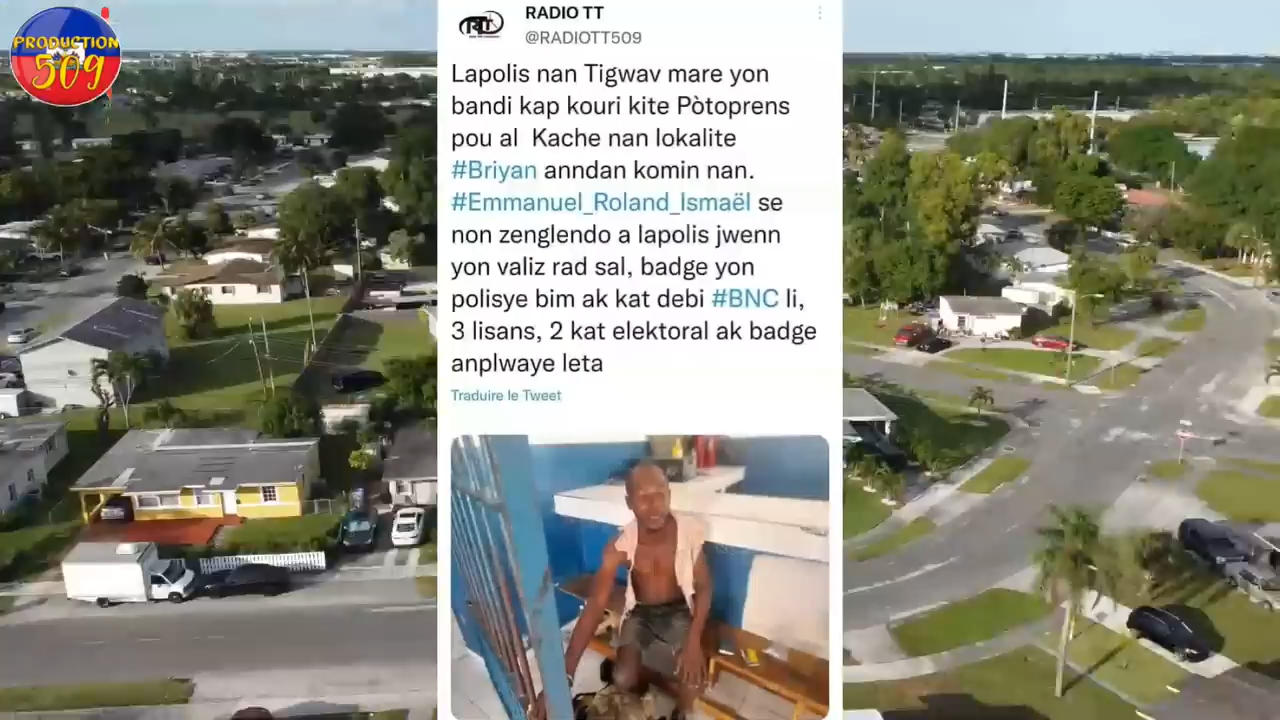 PRODUCTION
509
RADIO TT
@RADIOTT509
Lapolis nan Tigwav mare yon
bandi kap kouri kite Pòtoprens
pou al Kache nan lokalite
#Briyan anndan komin nan.
#Emmanuel_Roland_Ismaël se
non zenglendo a lapolis jwenn
yon valiz rad sal, badge yon
polisye bim ak kat debi #BNC li,
3 lisans, 2 kat elektoral ak badge
anplwaye leta
Traduire le Tweet